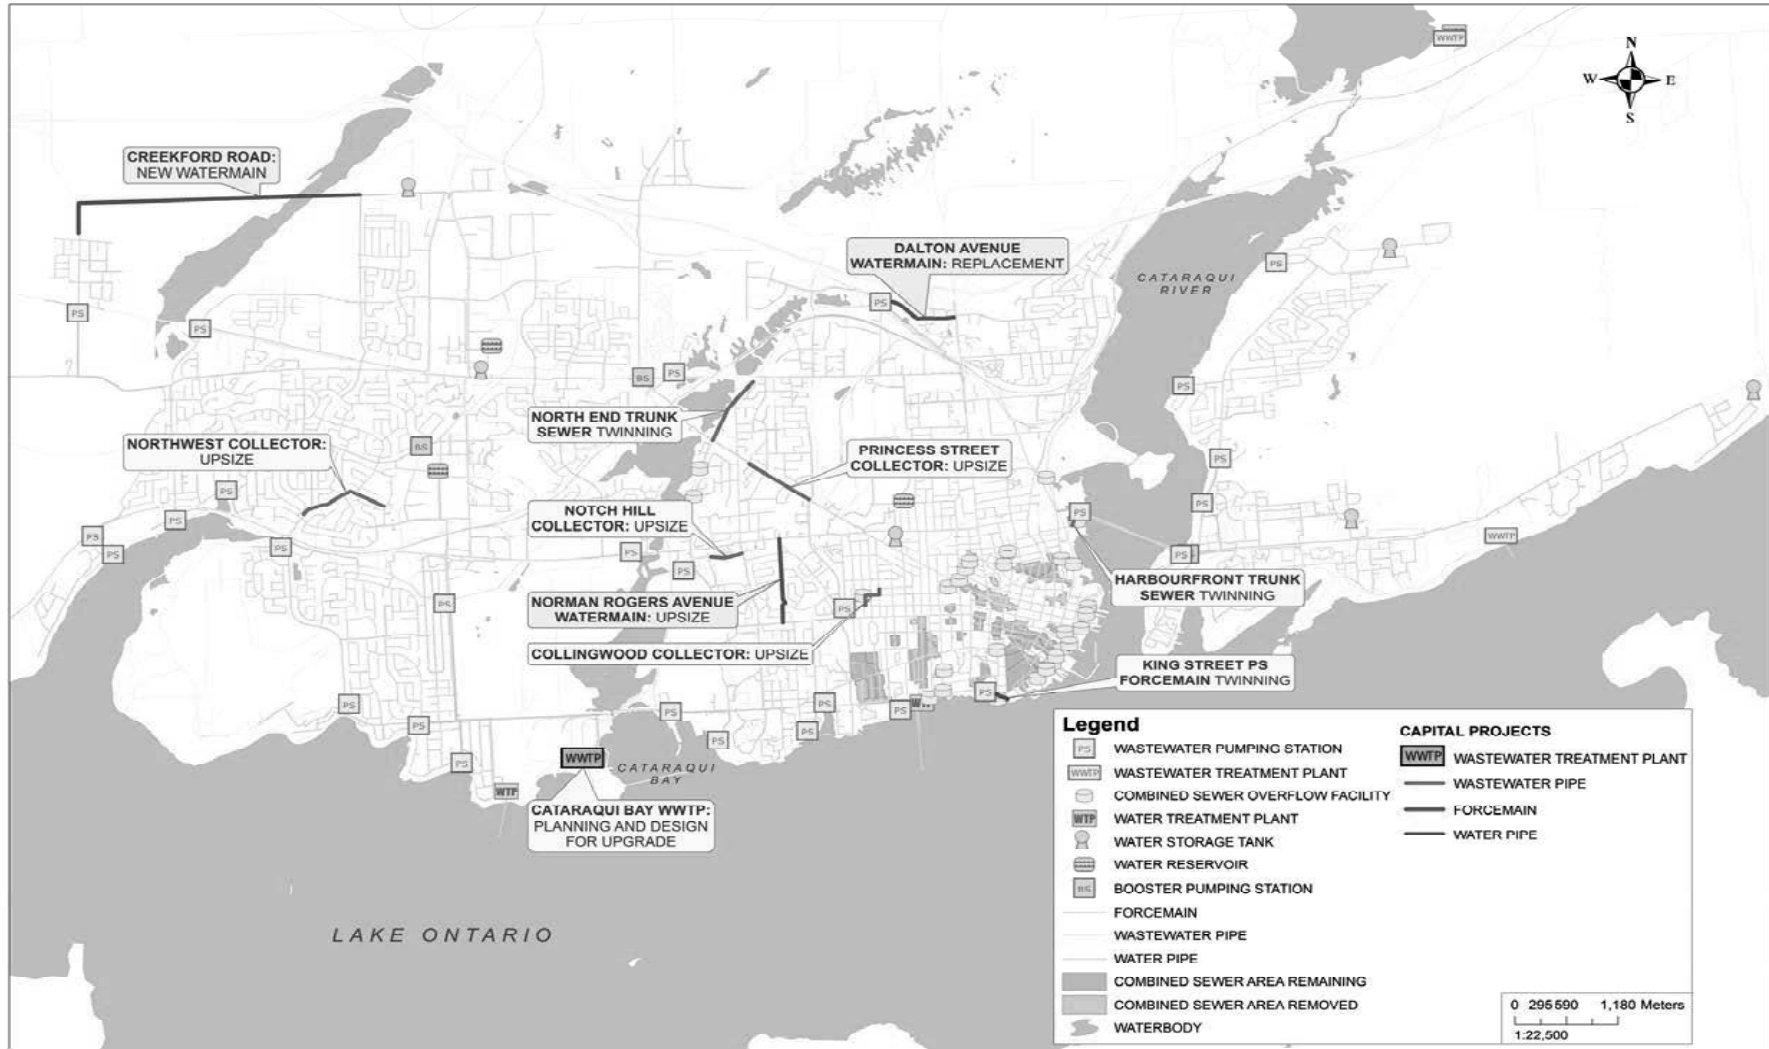 WWTP
N
W E
S
CREEKFORD ROAD:
NEW WATERMAIN
DALTON AVENUE
WATERMAIN: REPLACEMENT
CATARAQUI
RIVER
PS
PS
PS
PS
PS
BS
PS
PS
NORTH END TRUNK
SEWER TWINNING
NORTHWEST COLLECTOR:
UPSIZE
BS
PRINCESS STREET
COLLECTOR: UPSIZE
PS
PS
PS
NOTCH HILL
COLLECTOR: UPSIZE
PS
PS
PS
PS
PS
PS
PS
PS
WWTP
HARBOURFRONT TRUNK
SEWER TWINNING
NORMAN ROGERS AVENUE
WATERMAIN: UPSIZE
PS
PS
COLLINGWOOD COLLECTOR: UPSIZE
KING STREET PS
FORCEMAIN TWINNING
PS
PS
PS
PS
PS
PS
PS
PS
PS
PS
WWTP
CATARAQUI
BAY
WTP
CATARAQUI BAY WWTP:
PLANNING AND DESIGN
FOR UPGRADE
LAKE ONTARIO
Legend
PS WASTEWATER PUMPING STATION
WWTP WASTEWATER TREATMENT PLANT
COMBINED SEWER OVERFLOW FACILITY
WTP WATER TREATMENT PLANT
WATER STORAGE TANK
WATER RESERVOIR
BS BOOSTER PUMPING STATION
FORCEMAIN
WASTEWATER PIPE
WATER PIPE
COMBINED SEWER AREA REMAINING
COMBINED SEWER AREA REMOVED
WATERBODY
CAPITAL PROJECTS
WWTP WASTEWATER TREATMENT PLANT
WASTEWATER PIPE
FORCEMAIN
WATER PIPE
0 295 590 1,180 Meters
1:22,500